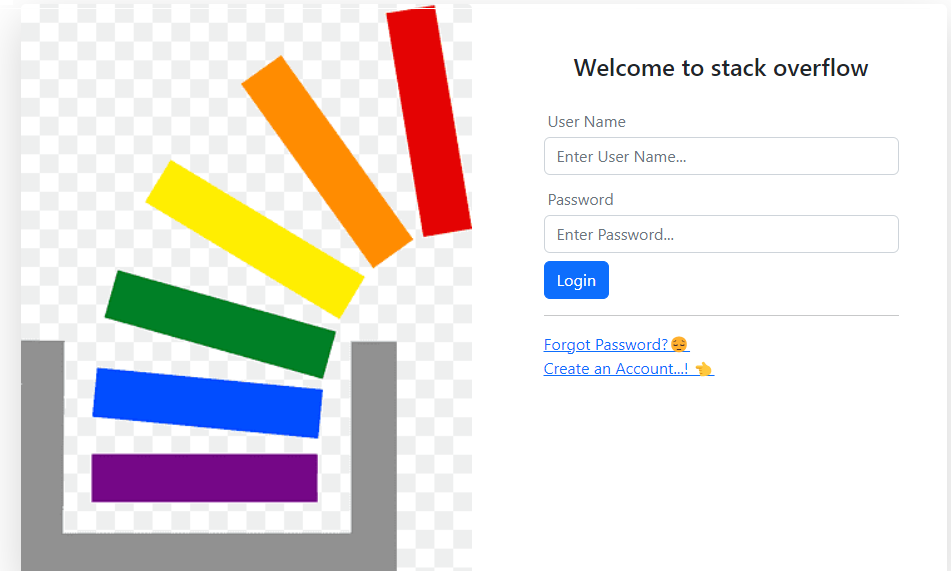 Welcome to stack overflow
User Name
Enter User Name...
Password
Enter Password...
Login
Forgot Password?😔
Create an Account...! 👈